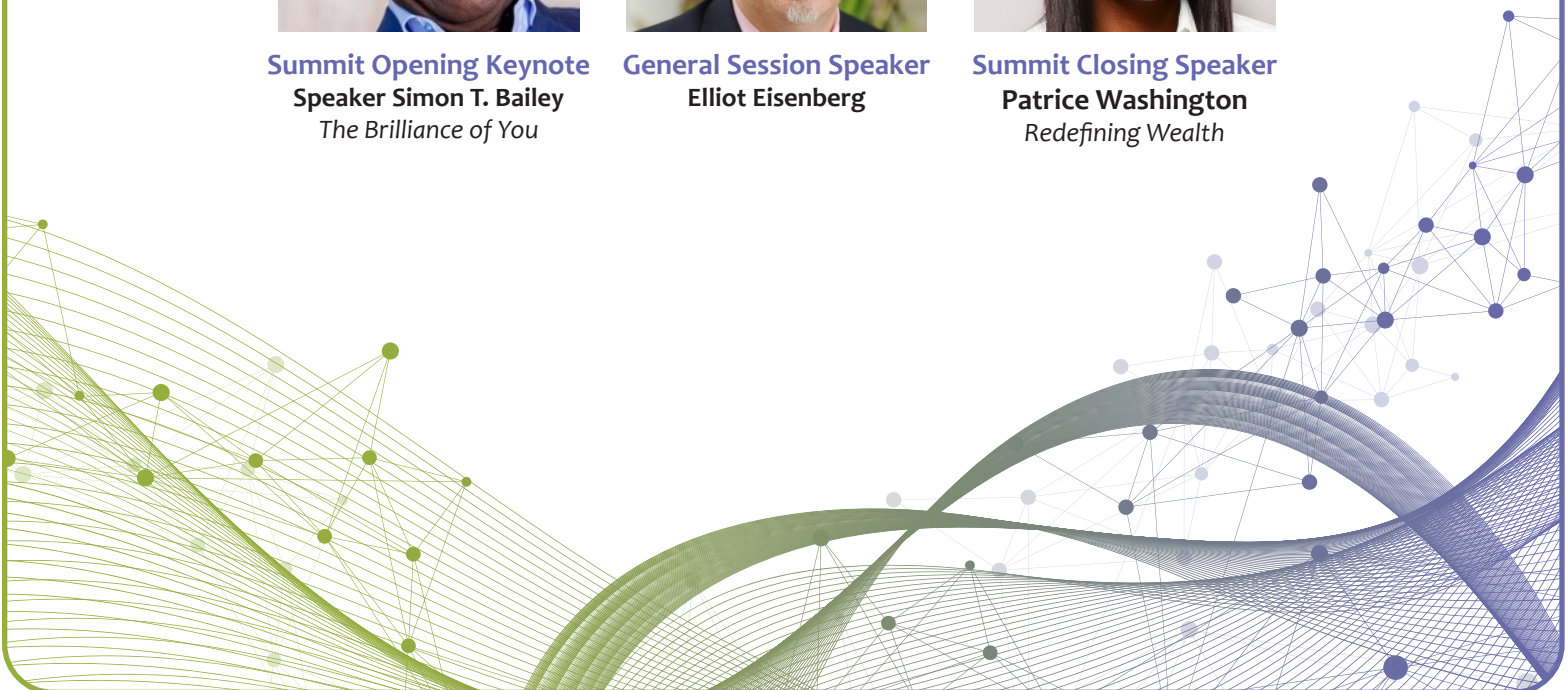 Summit Opening Keynote
Speaker Simon T. Bailey
The Brilliance of You
General Session Speaker
Elliot Eisenberg
Summit Closing Speaker
Patrice Washington
Redefining Wealth